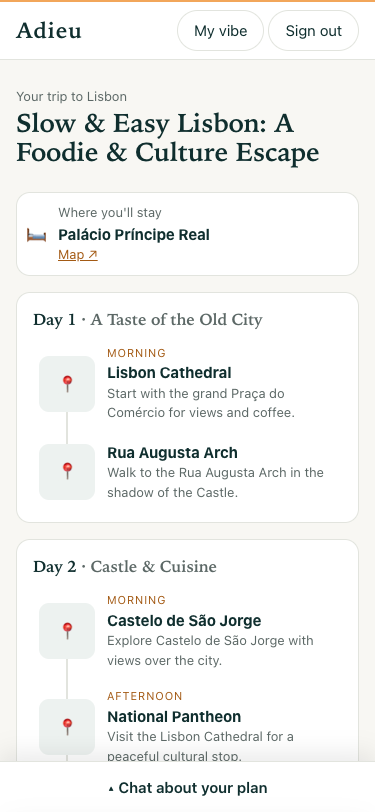 Adieu
My vibe
Sign out
Your trip to Lisbon
Slow & Easy Lisbon: A
Foodie & Culture Escape
Where you'll stay
Palácio Príncipe Real
Map ↗
Day 1 · A Taste of the Old City
MORNING
Lisbon Cathedral
Start with the grand Praça do
Comércio for views and coffee.
Rua Augusta Arch
Walk to the Rua Augusta Arch in the
shadow of the Castle.
Day 2 · Castle & Cuisine
MORNING
Castelo de São Jorge
Explore Castelo de São Jorge with
views over the city.
AFTERNOON
National Pantheon
Visit the Lisbon Cathedral for a
peaceful cultural stop.
▴ Chat about your plan